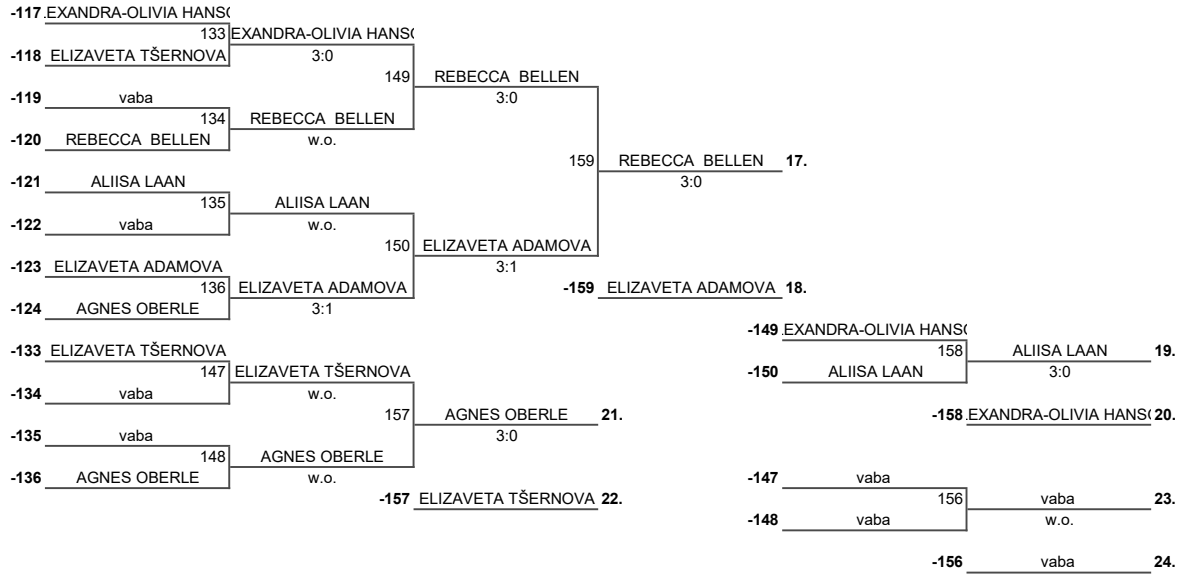 -117 EXANDRA-OLIVIA HANS
133 EXANDRA-OLIVIA HANS
-118 ELIZAVETA TŠERNOVA 3:0
149 REBECCA BELLEN
-119 vaba 3:0
134 REBECCA BELLEN
-120 REBECCA BELLEN w.o.
159 REBECCA BELLEN 17.
-121 ALIISA LAAN 3:0
135 ALIISA LAAN
-122 vaba w.o.
150 ELIZAVETA ADAMOVA
-123 ELIZAVETA ADAMOVA 3:1
136 ELIZAVETA ADAMOVA -159 ELIZAVETA ADAMOVA 18.
-124 AGNES OBERLE 3:1
-149 EXANDRA-OLIVIA HANS
-133 ELIZAVETA TŠERNOVA 158 ALIISA LAAN 19.
147 ELIZAVETA TŠERNOVA -150 ALIISA LAAN 3:0
-134 vaba w.o.
157 AGNES OBERLE 21. -158 EXANDRA-OLIVIA HANS 20.
-135 vaba 3:0
148 AGNES OBERLE
-136 AGNES OBERLE w.o. -147 vaba
-157 ELIZAVETA TŠERNOVA 22. 156 vaba 23.
-148 vaba w.o.
-156 vaba 24.